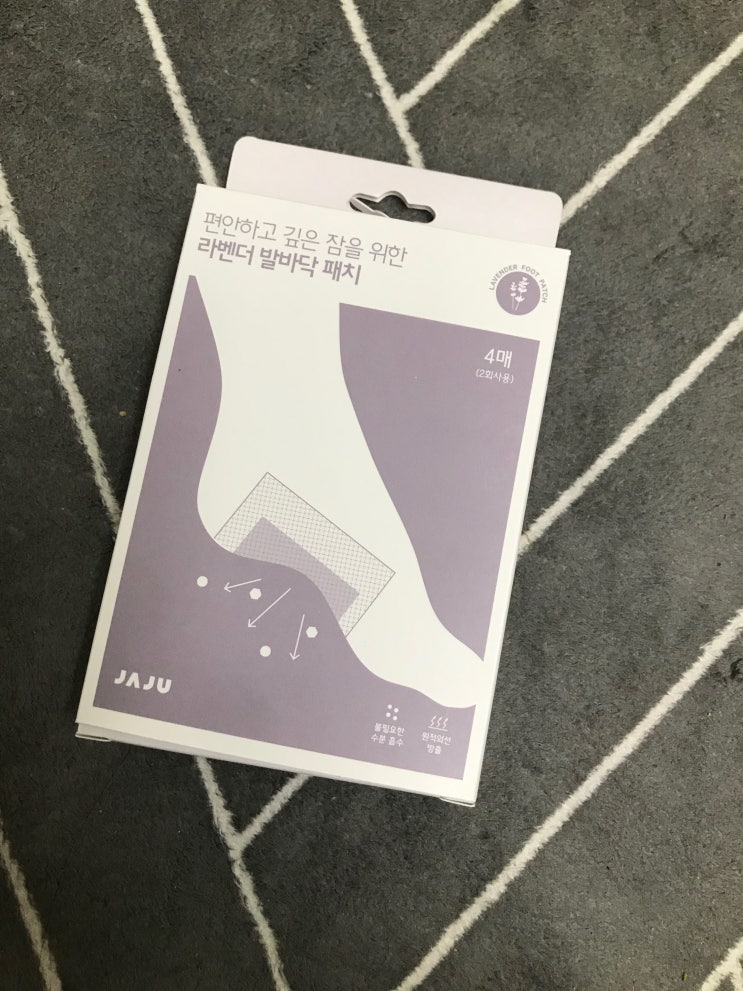 편안하고 깊은 잠을 위한
라벤더 발바닥 패치
LAVENDER FOOT PATCH
4매
(2회사용)
JAJU
불필요한
수분 흡수
원적외선
방출